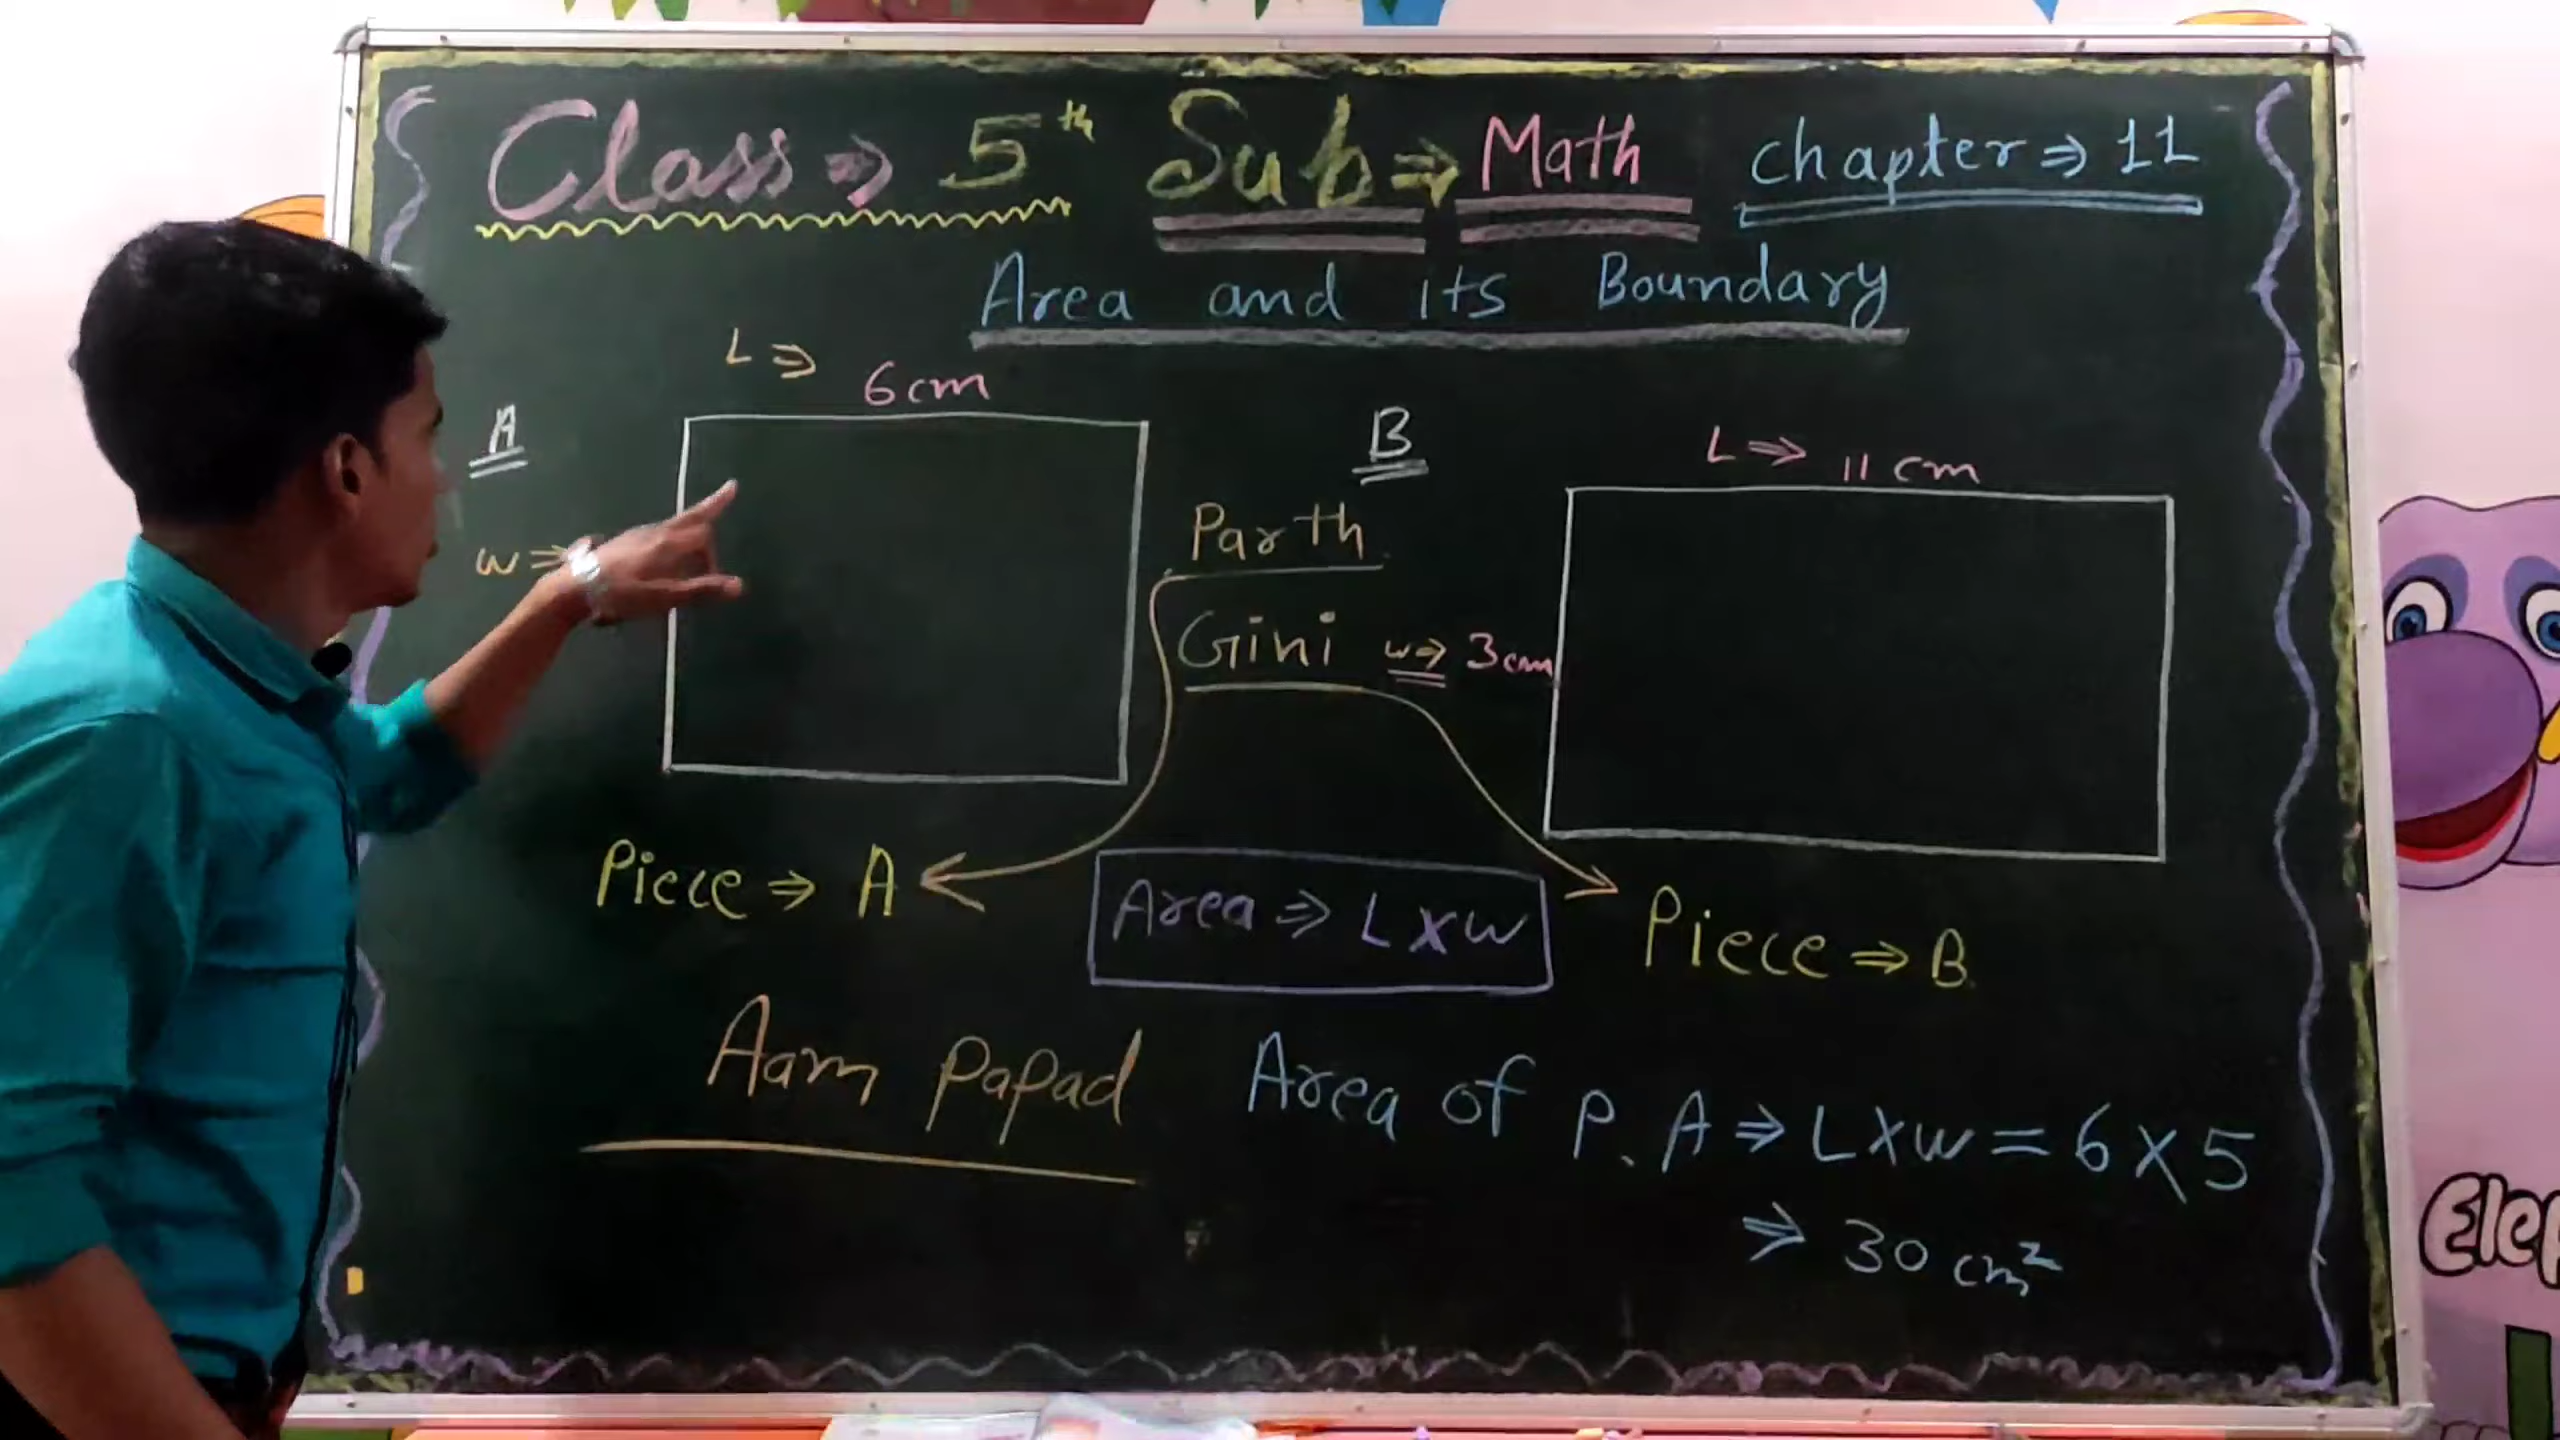 Class ⇒ 5th Sub ⇒ Math chapter ⇒ 11
Area and its Boundary
L ⇒ 6cm
A
B
L ⇒ 11 cm
w ⇒
Parth
Gini w ⇒ 3cm
Piece ⇒ A
Area ⇒ L x w
Piece ⇒ B
Aam Papad
Area of P. A ⇒ L x w = 6 x 5
⇒ 30 cm²